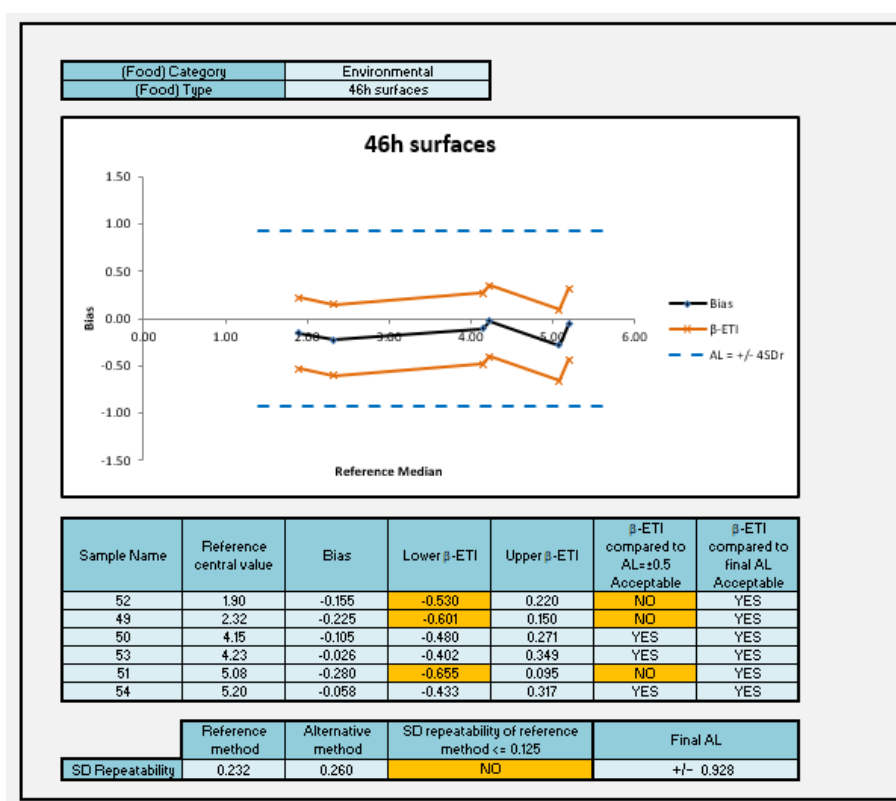 (Food) Category Environmental
(Food) Type 46h surfaces
46h surfaces
1.50
1.00
0.50
0.00
-0.50
-1.00
-1.50
0.00 1.00 2.00 3.00 4.00 5.00 6.00
Bias
Reference Median
Bias
β-ETI
AL = +/- 4SDr
Sample Name Reference central value Bias Lower β-ETI Upper β-ETI β-ETI compared to AL=±0.5 Acceptable β-ETI compared to final AL Acceptable
52 1.90 -0.155 -0.530 0.220 NO YES
49 2.32 -0.225 -0.601 0.150 NO YES
50 4.15 -0.105 -0.480 0.271 YES YES
53 4.23 -0.026 -0.402 0.349 YES YES
51 5.08 -0.280 -0.655 0.095 NO YES
54 5.20 -0.058 -0.433 0.317 YES YES
Reference method Alternative method SD repeatability of reference method <= 0.125 Final AL
SD Repeatability 0.232 0.260 NO +/- 0.928